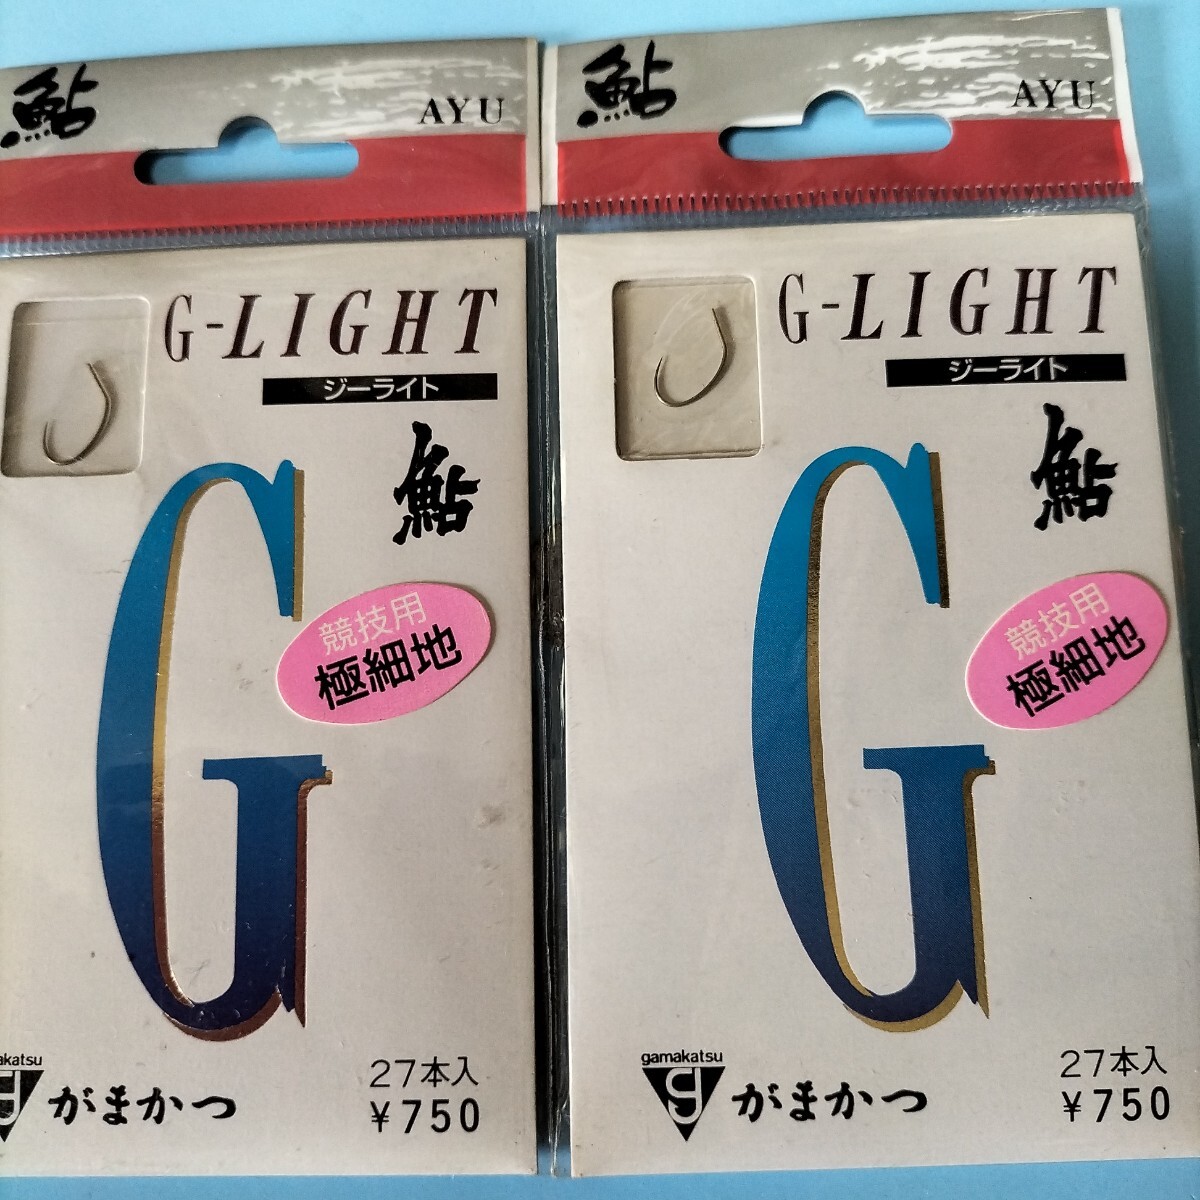 鮎
AYU
G-LIGHT
ジーライト
鮎
競技用
極細地
G
akatsu
がまかつ
27本入
¥750
鮎
AYU
G-LIGHT
ジーライト
鮎
競技用
極細地
G
gamakatsu
がまかつ
27本入
¥750